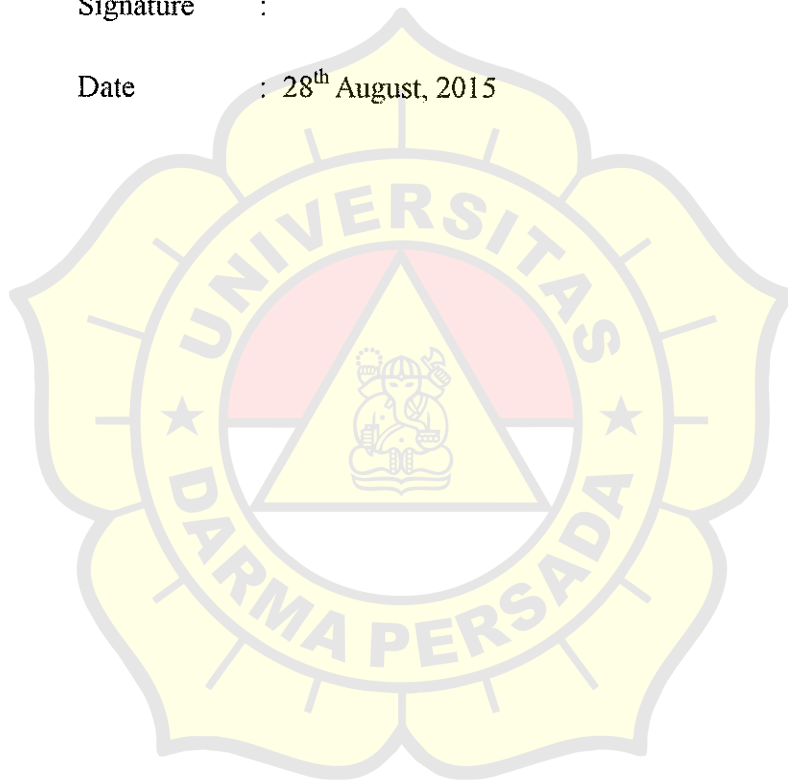 Signature :
Date : 28th August, 2015
UNIVERSITAS
DARMA PERSADA